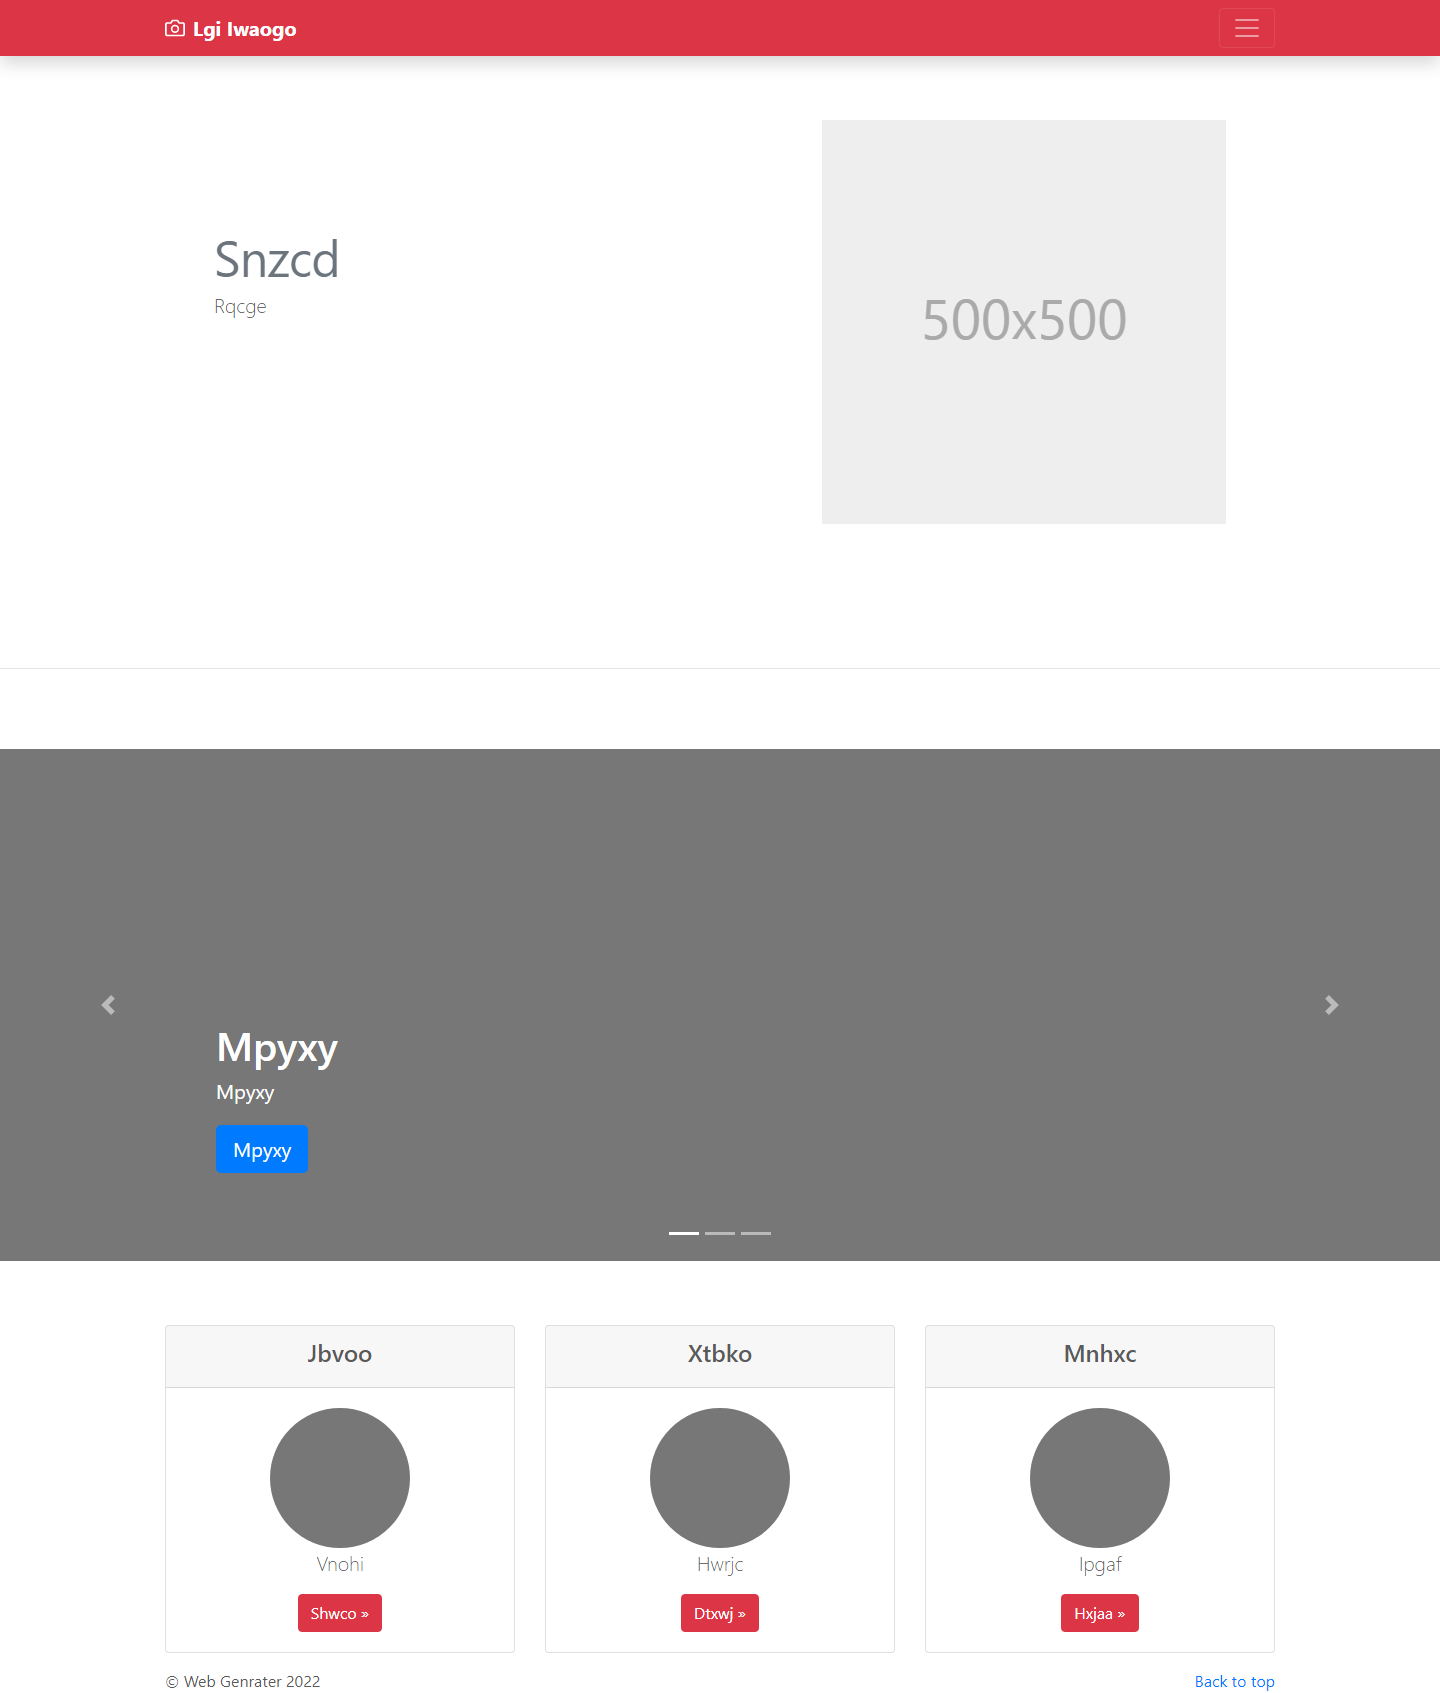 Lgi Iwaogo
Snzcd
Rqcge
500x500
Mpyxy
Mpyxy
Mpyxy
Jbvoo
Xtbko
Mnhxc
Vnohi
Hwrjc
Ipgaf
Shwco »
Dtxwj »
Hxjaa »
© Web Genrater 2022
Back to top